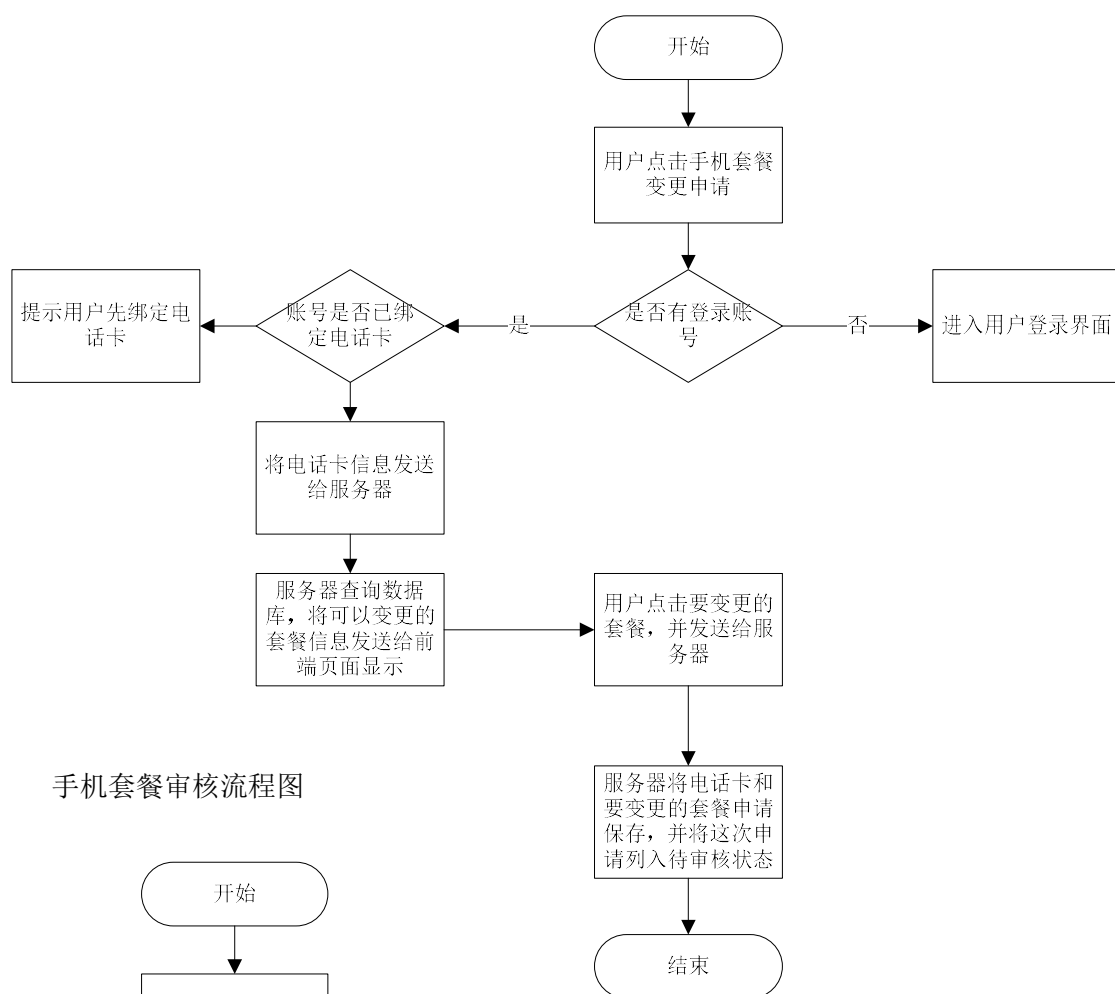 开始
用户点击手机套餐
变更申请
提示用户先绑定电
话卡
账号是否已绑
定电话卡
是
是否有登录账
号
否
进入用户登录界面
将电话卡信息发送
给服务器
服务器查询数据
库，将可以变更的
套餐信息发送给前
端页面显示
用户点击要变更的
套餐，并发送给服
务器
手机套餐审核流程图
服务器将电话卡和
要变更的套餐申请
保存，并将这次申
请列入待审核状态
开始
结束